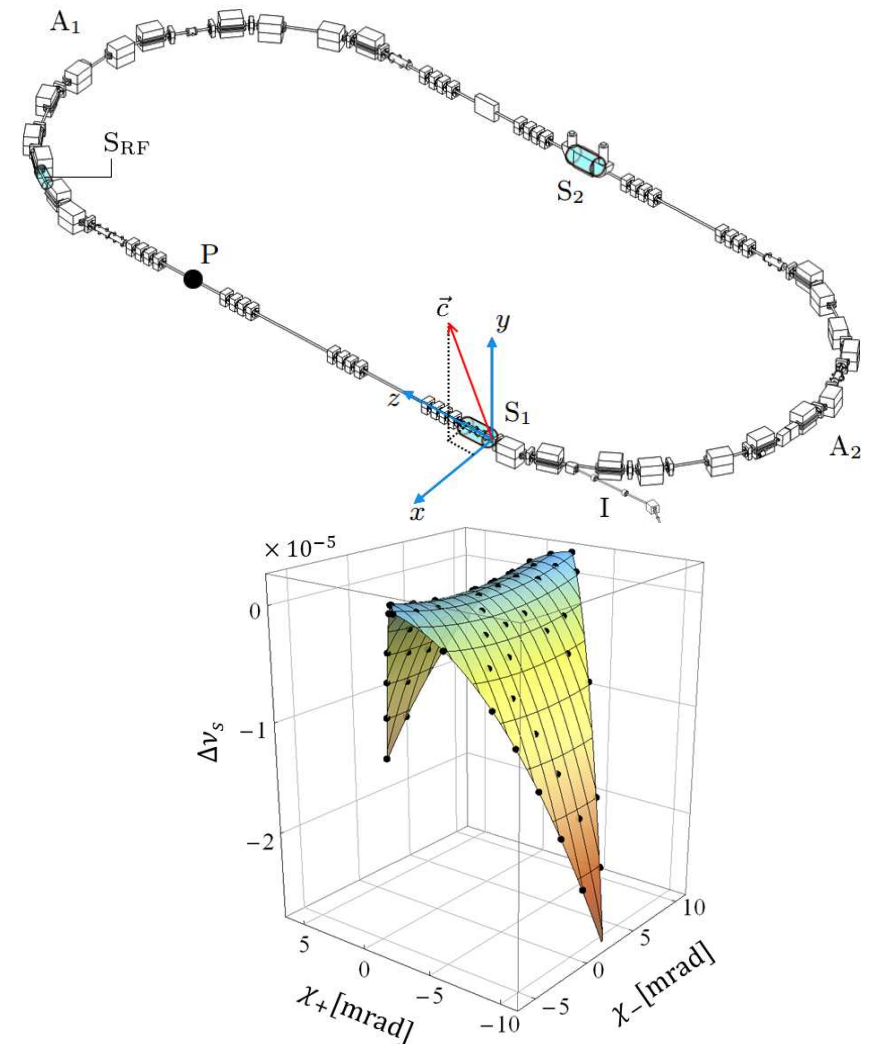 A₁
S_RF
S₂
P
c⃗
y
z
S₁
A₂
I
x
× 10⁻⁵
0
−1
Δν_s
−2
5
0
−5
−10
χ₊[mrad]
10
5
0
−5
χ₋[mrad]